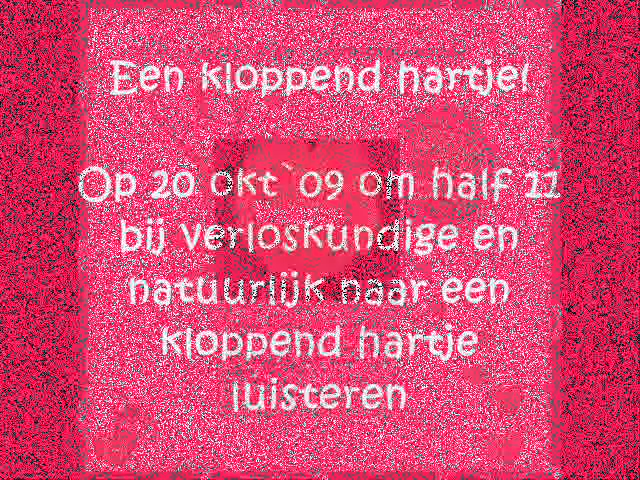 Een kloppend hartje!
Op 20 okt`09 om half 11
bij verloskundige en
natuurlijk naar een
kloppend hartje
luisteren